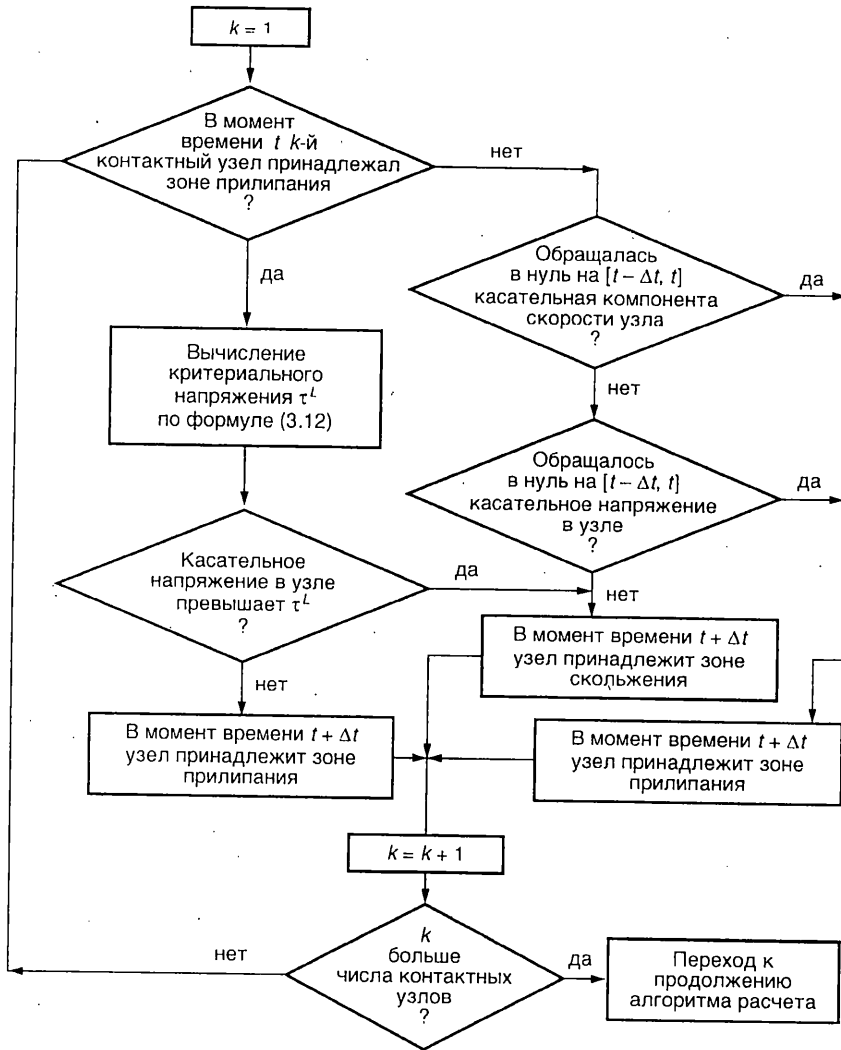 k = 1
В момент
времени t k-й
контактный узел принадлежал
зоне прилипания
?
нет
да
Обращалась
в нуль на [t – Δt, t]
касательная компонента
скорости узла
?
да
нет
Вычисление
критериального
напряжения τᴸ
по формуле (3.12)
Обращалось
в нуль на [t – Δt, t]
касательное напряжение
в узле
?
да
нет
Касательное
напряжение в узле
превышает τᴸ
?
да
нет
В момент времени t + Δt
узел принадлежит зоне
скольжения
В момент времени t + Δt
узел принадлежит зоне
прилипания
В момент времени t + Δt
узел принадлежит зоне
прилипания
k = k + 1
k
больше
числа контактных
узлов
?
нет
да
Переход к
продолжению
алгоритма расчета